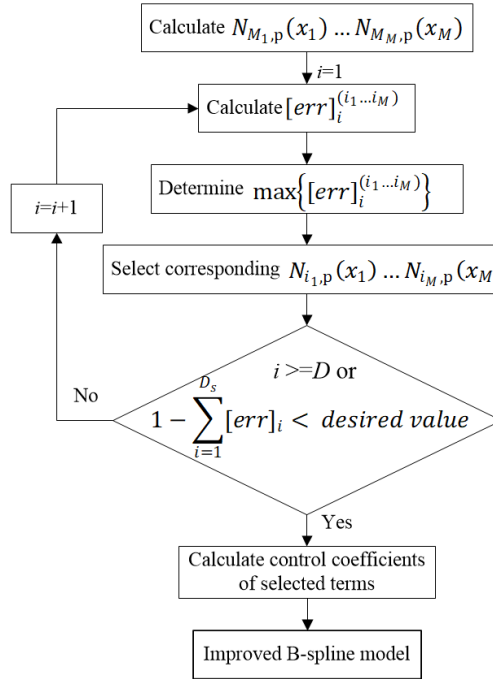 Calculate N_{M_1,p}(x_1) … N_{M_M,p}(x_M)
i=1
Calculate [err]_i^{(i_1…i_M)}
Determine max{[err]_i^{(i_1…i_M)}}
i=i+1
Select corresponding N_{i_1,p}(x_1) … N_{i_M,p}(x_M
i >=D or
No
1 − \sum_{i=1}^{D_s} [err]_i < desired value
Yes
Calculate control coefficients
of selected terms
Improved B-spline model